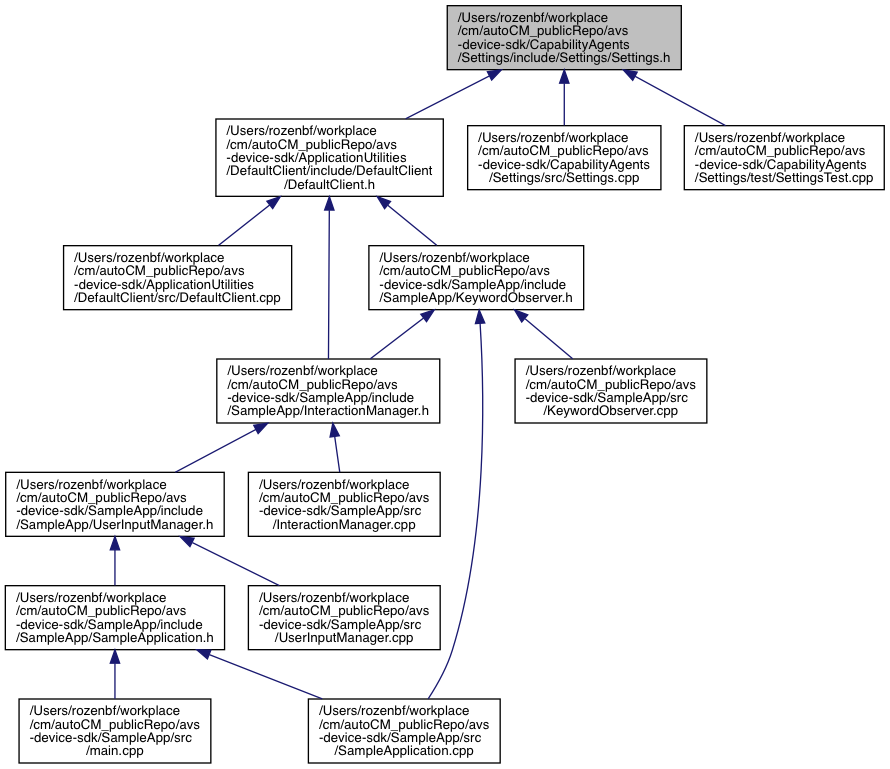 /Users/rozenbf/workplace
/cm/autoCM_publicRepo/avs
-device-sdk/CapabilityAgents
/Settings/include/Settings/Settings.h
/Users/rozenbf/workplace
/cm/autoCM_publicRepo/avs
-device-sdk/ApplicationUtilities
/DefaultClient/include/DefaultClient
/DefaultClient.h
/Users/rozenbf/workplace
/cm/autoCM_publicRepo/avs
-device-sdk/CapabilityAgents
/Settings/src/Settings.cpp
/Users/rozenbf/workplace
/cm/autoCM_publicRepo/avs
-device-sdk/CapabilityAgents
/Settings/test/SettingsTest.cpp
/Users/rozenbf/workplace
/cm/autoCM_publicRepo/avs
-device-sdk/ApplicationUtilities
/DefaultClient/src/DefaultClient.cpp
/Users/rozenbf/workplace
/cm/autoCM_publicRepo/avs
-device-sdk/SampleApp/include
/SampleApp/KeywordObserver.h
/Users/rozenbf/workplace
/cm/autoCM_publicRepo/avs
-device-sdk/SampleApp/include
/SampleApp/InteractionManager.h
/Users/rozenbf/workplace
/cm/autoCM_publicRepo/avs
-device-sdk/SampleApp/src
/KeywordObserver.cpp
/Users/rozenbf/workplace
/cm/autoCM_publicRepo/avs
-device-sdk/SampleApp/include
/SampleApp/UserInputManager.h
/Users/rozenbf/workplace
/cm/autoCM_publicRepo/avs
-device-sdk/SampleApp/src
/InteractionManager.cpp
/Users/rozenbf/workplace
/cm/autoCM_publicRepo/avs
-device-sdk/SampleApp/include
/SampleApp/SampleApplication.h
/Users/rozenbf/workplace
/cm/autoCM_publicRepo/avs
-device-sdk/SampleApp/src
/UserInputManager.cpp
/Users/rozenbf/workplace
/cm/autoCM_publicRepo/avs
-device-sdk/SampleApp/src
/main.cpp
/Users/rozenbf/workplace
/cm/autoCM_publicRepo/avs
-device-sdk/SampleApp/src
/SampleApplication.cpp